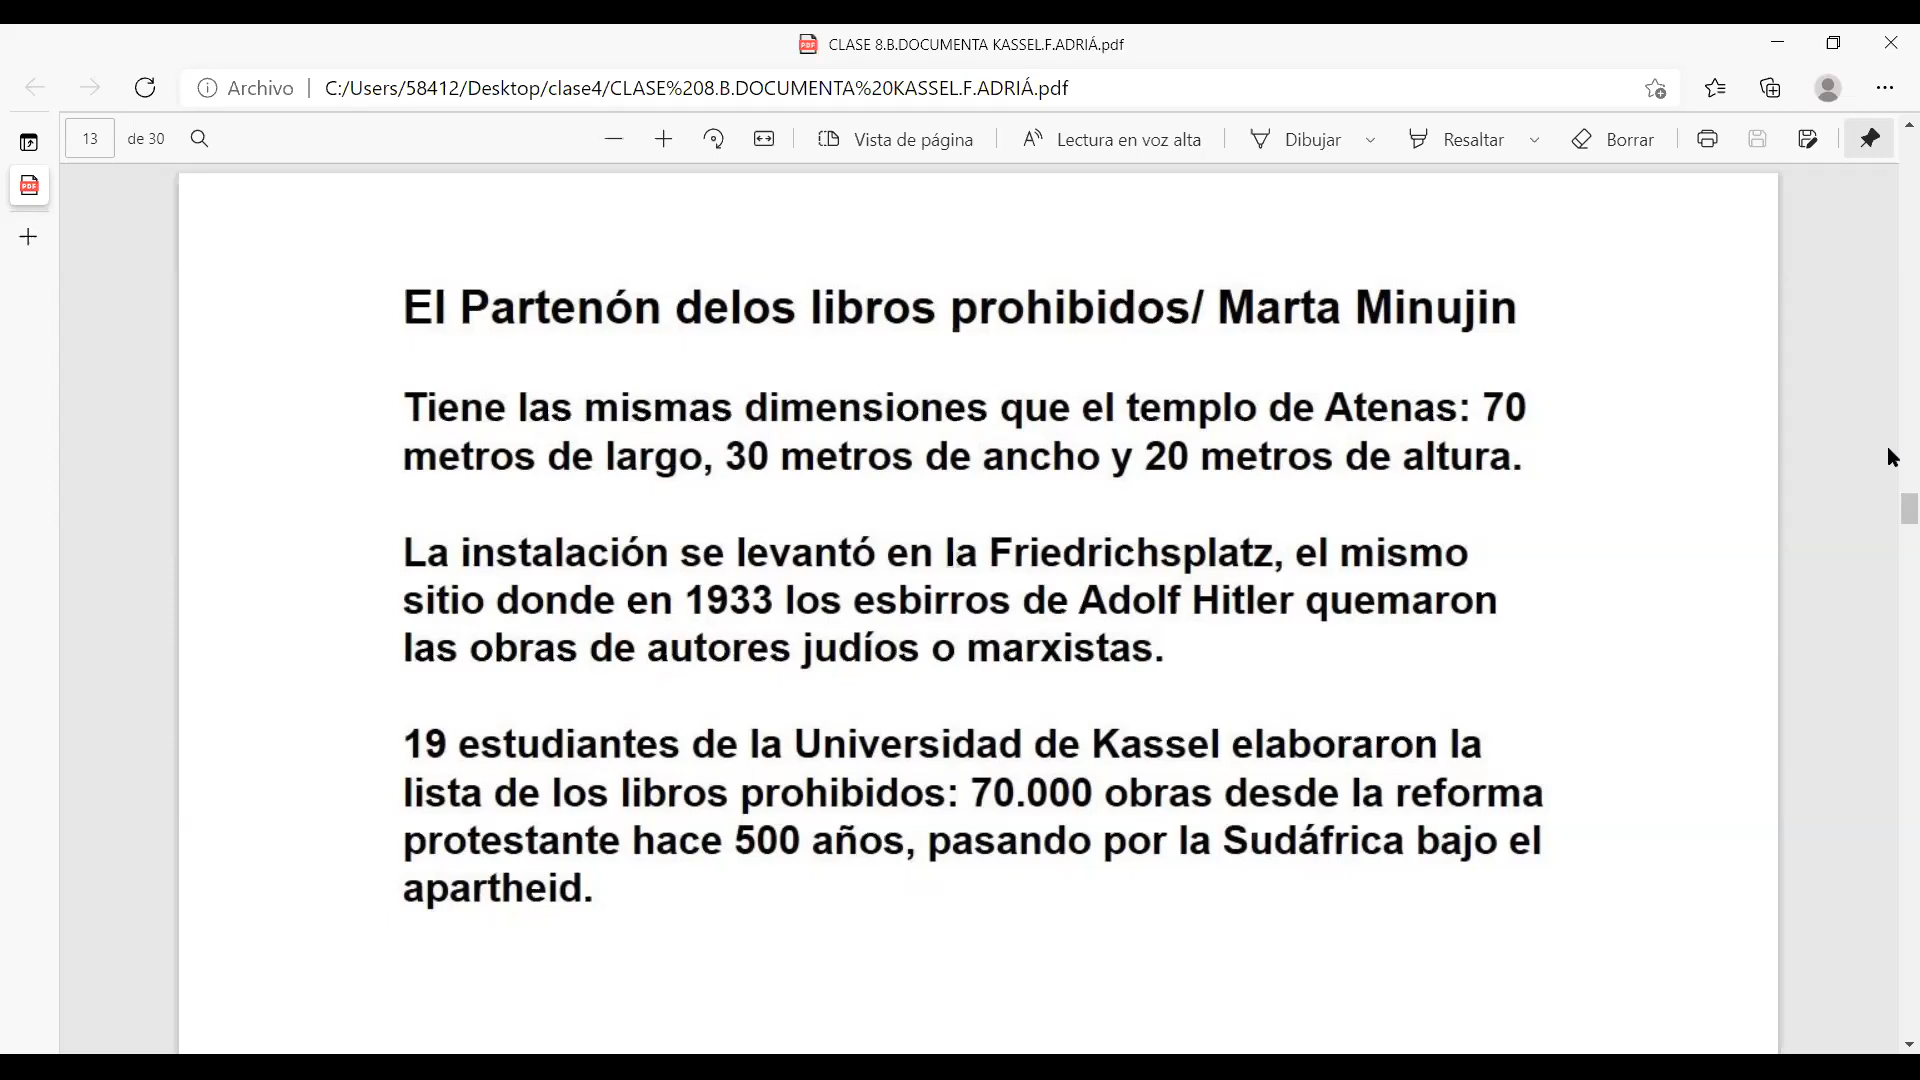 CLASE 8.B.DOCUMENTA KASSEL.F.ADRIÁ.pdf
Archivo | C:/Users/58412/Desktop/clase4/CLASE%208.B.DOCUMENTA%20KASSEL.F.ADRIÁ.pdf
13 de 30 Vista de página Lectura en voz alta Dibujar Resaltar Borrar
El Partenón delos libros prohibidos/ Marta Minujin
Tiene las mismas dimensiones que el templo de Atenas: 70
metros de largo, 30 metros de ancho y 20 metros de altura.
La instalación se levantó en la Friedrichsplatz, el mismo
sitio donde en 1933 los esbirros de Adolf Hitler quemaron
las obras de autores judíos o marxistas.
19 estudiantes de la Universidad de Kassel elaboraron la
lista de los libros prohibidos: 70.000 obras desde la reforma
protestante hace 500 años, pasando por la Sudáfrica bajo el
apartheid.